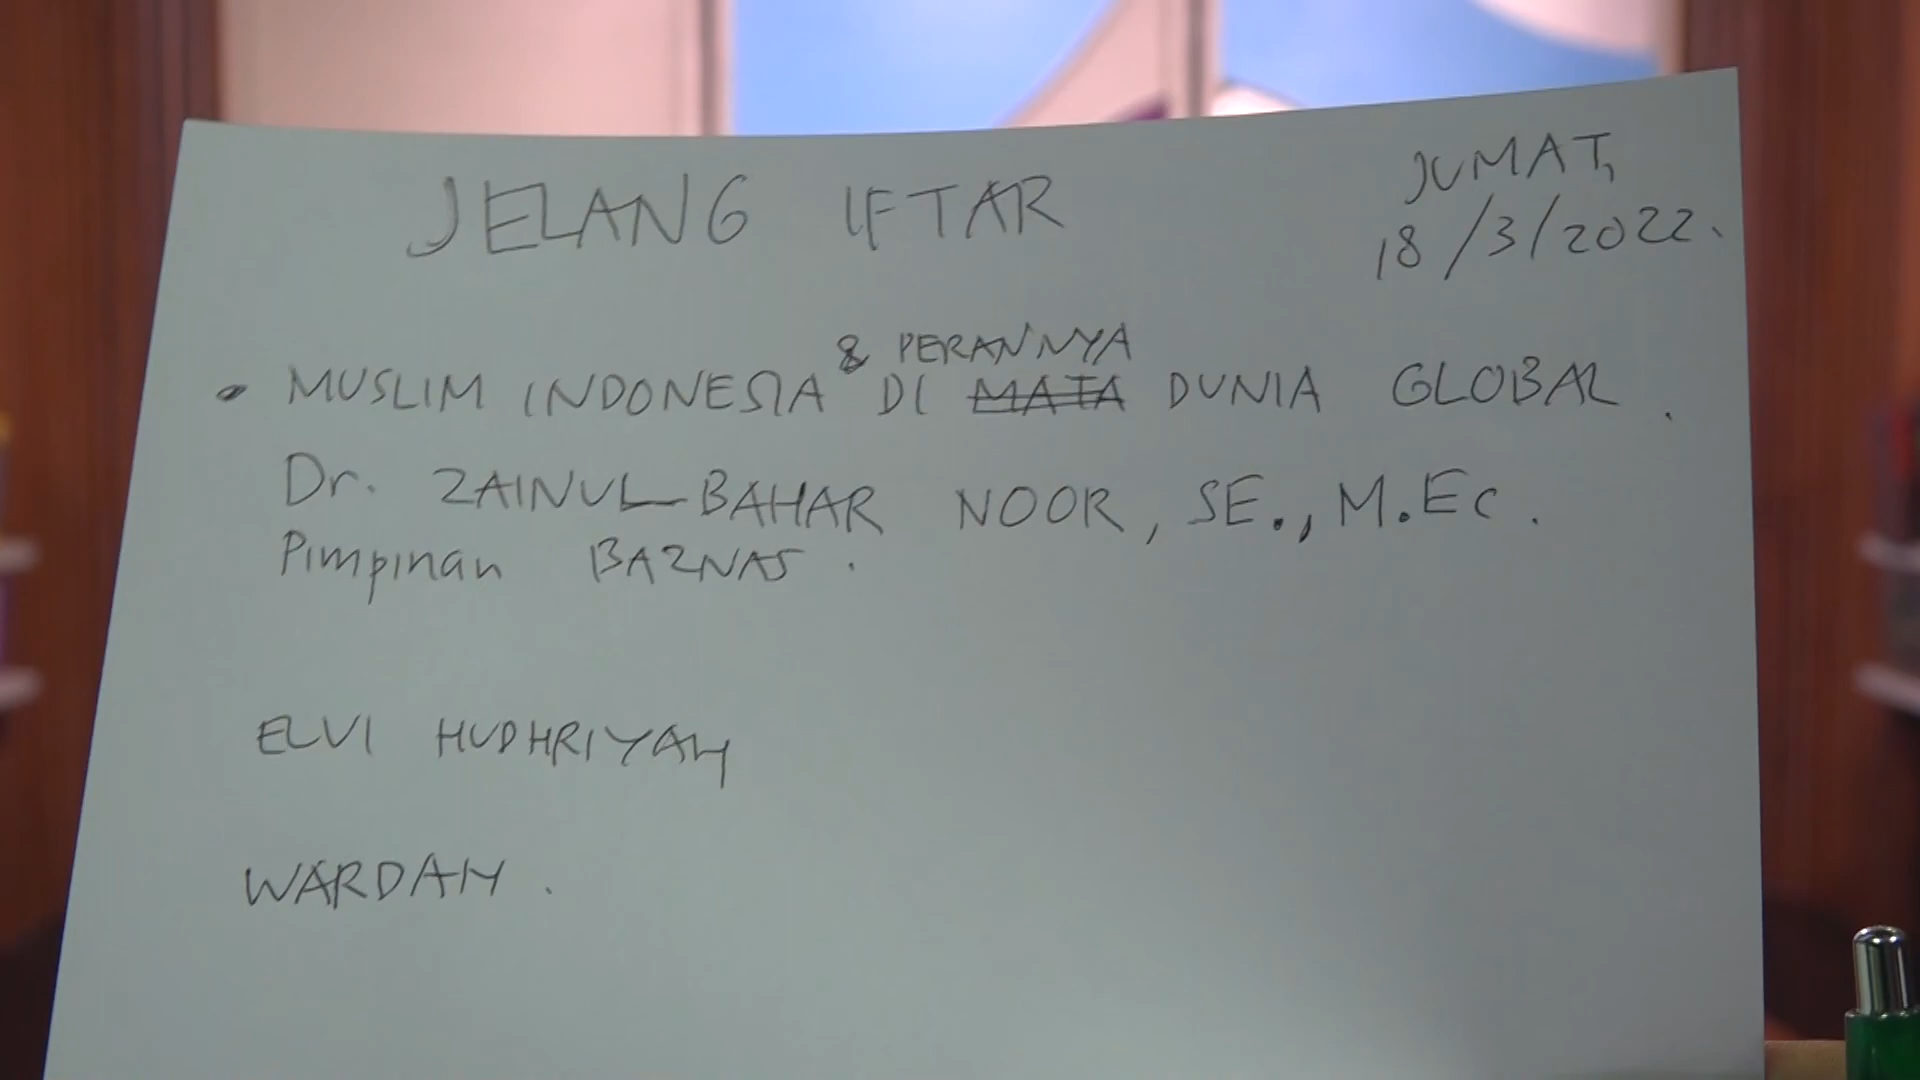 JELANG IFTAR
JUMAT,
18/3/2022.
& PERANNYA
• MUSLIM INDONESIA DI MATA DUNIA GLOBAL.
Dr. ZAINUL BAHAR NOOR, SE., M.Ec.
Pimpinan BAZNAS.
ELVI HUDHRIYAH
WARDAH.